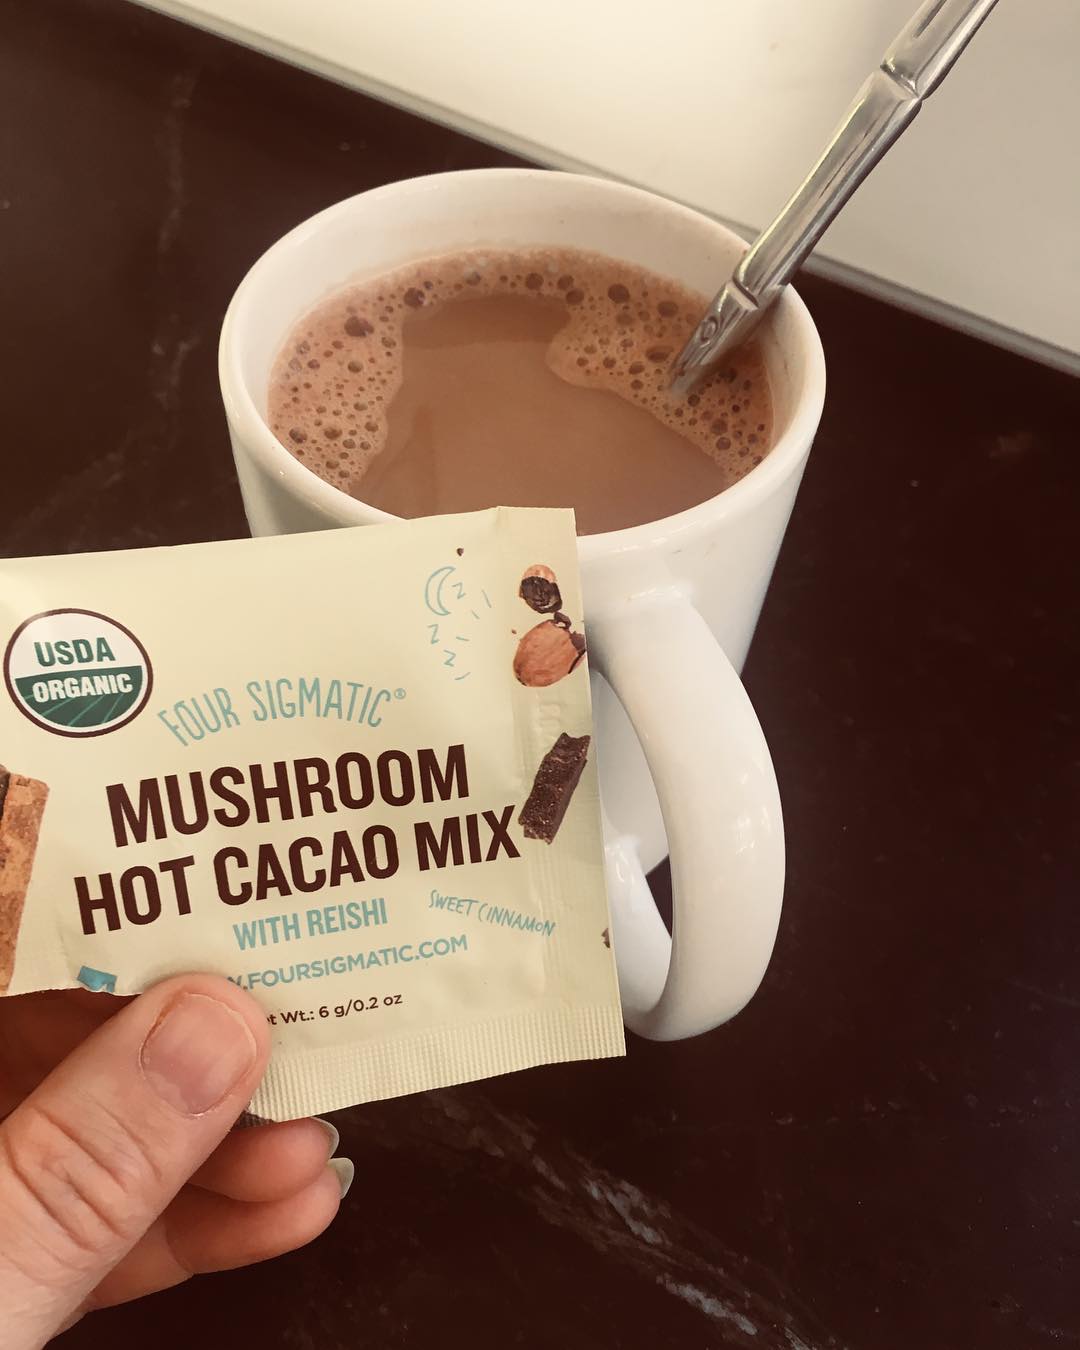 USDA
ORGANIC
FOUR SIGMATIC®
MUSHROOM
HOT CACAO MIX
WITH REISHI
SWEET CINNAMON
.FOURSIGMATIC.COM
Wt.: 6 g/0.2 oz